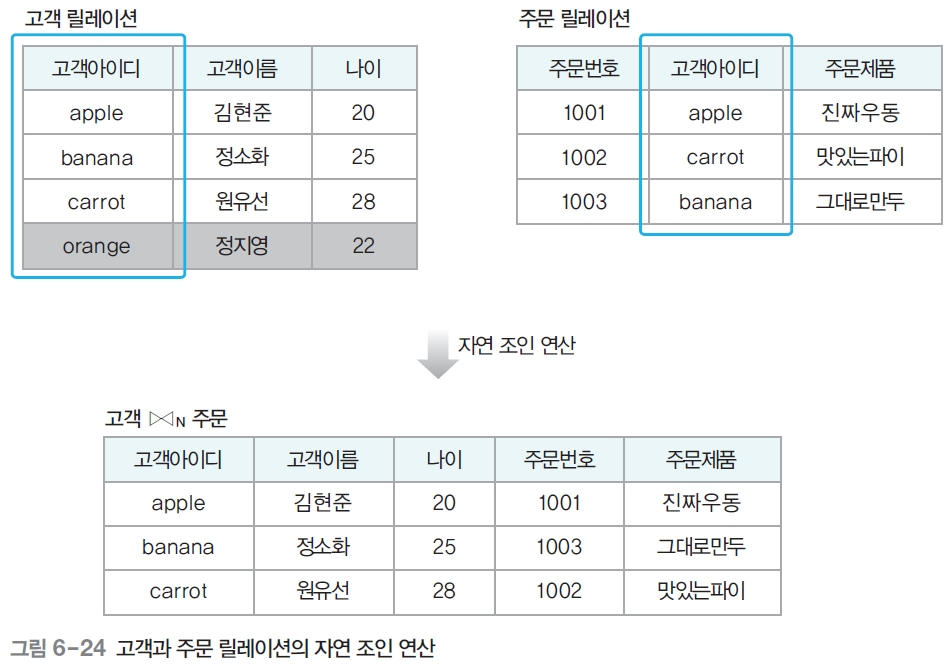 고객 릴레이션
고객아이디 고객이름 나이
apple 김현준 20
banana 정소화 25
carrot 원유선 28
orange 정지영 22
주문 릴레이션
주문번호 고객아이디 주문제품
1001 apple 진짜우동
1002 carrot 맛있는파이
1003 banana 그대로만두
자연 조인 연산
고객 ⋈N 주문
고객아이디 고객이름 나이 주문번호 주문제품
apple 김현준 20 1001 진짜우동
banana 정소화 25 1003 그대로만두
carrot 원유선 28 1002 맛있는파이
그림 6-24 고객과 주문 릴레이션의 자연 조인 연산